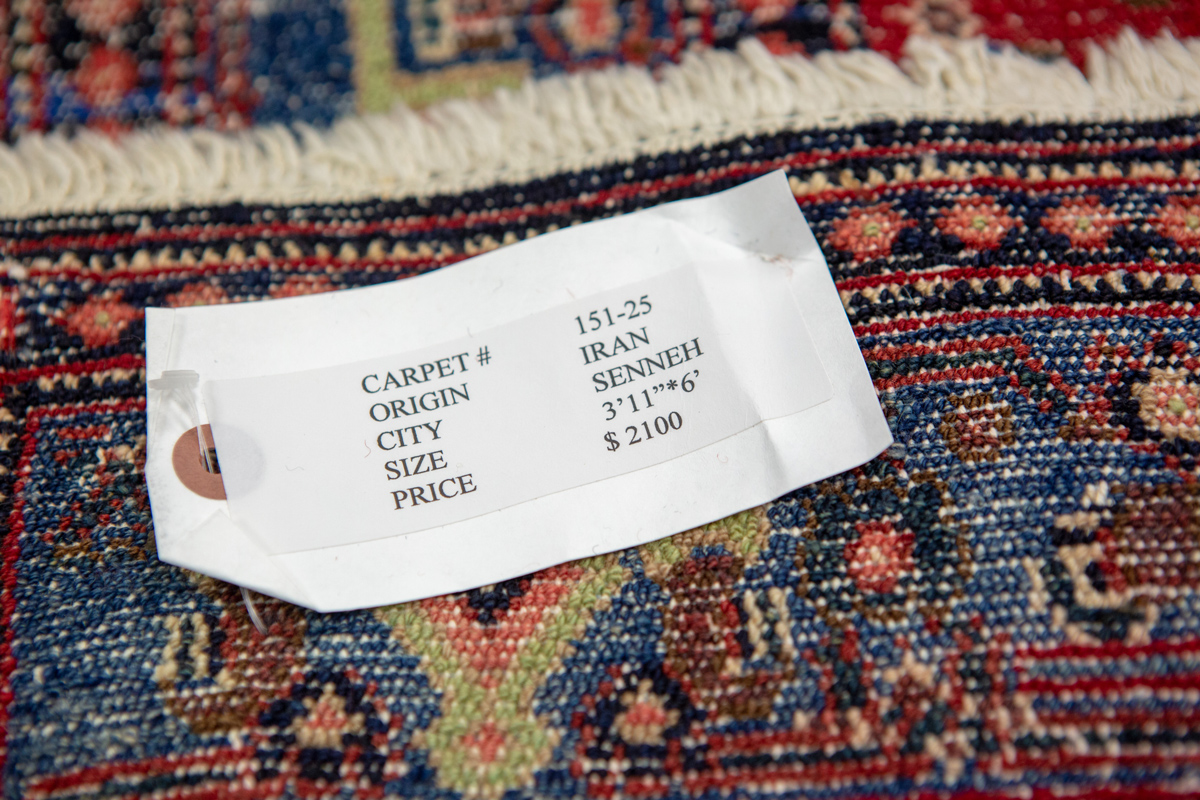 CARPET # 151-25
ORIGIN IRAN
CITY SENNEH
SIZE 3’11”*6’
PRICE $ 2100